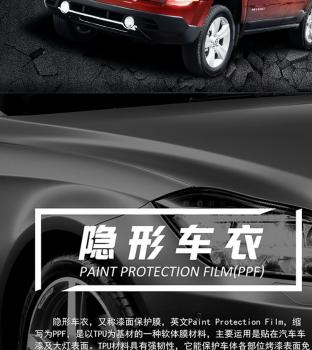 隐形车衣
PAINT PROTECTION FILM(PPF)
隐形车衣，又称漆面保护膜，英文Paint Protection Film，缩
写为PPF，是以TPU为基材的一种软体膜材料，主要运用是贴在汽车车
漆及大灯表面。TPU材料具有强韧性，它能保护车体各部位烤漆表面免